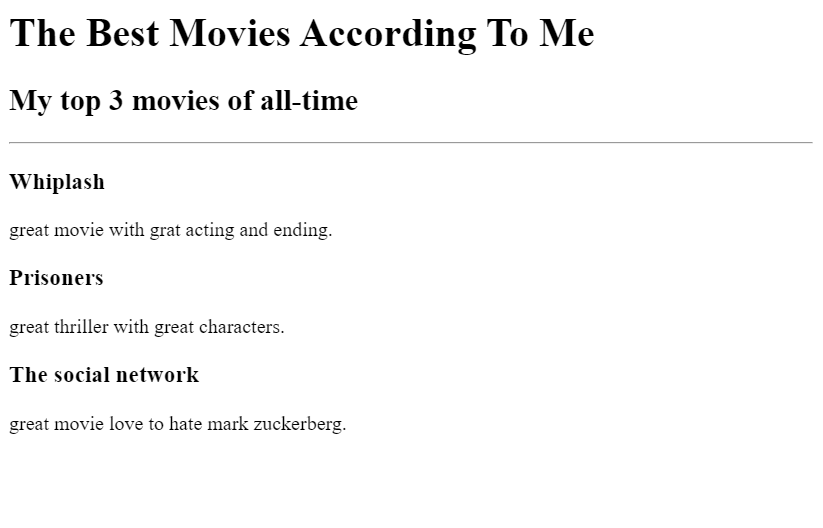 The Best Movies According To Me
My top 3 movies of all-time
Whiplash
great movie with grat acting and ending.
Prisoners
great thriller with great characters.
The social network
great movie love to hate mark zuckerberg.